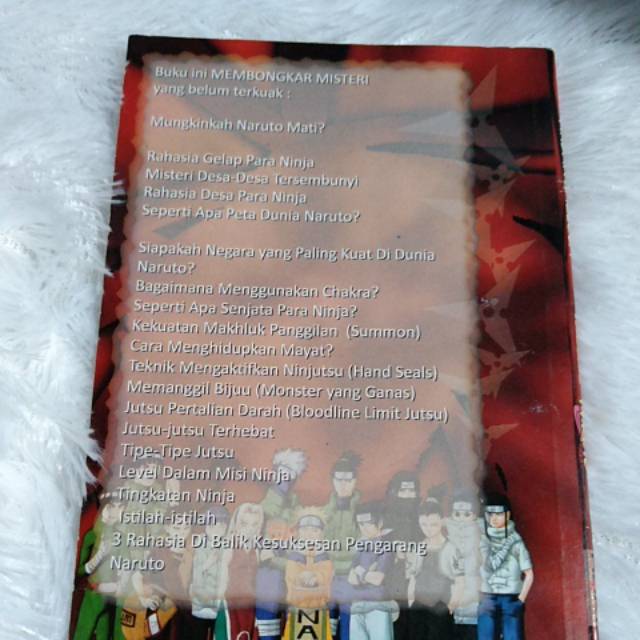 Buku ini MEMBONGKAR MISTERI
yang belum terkuak :
Mungkinkah Naruto Mati?
Rahasia Gelap Para Ninja
Misteri Desa-Desa Tersembunyi
Rahasia Desa Para Ninja
Seperti Apa Peta Dunia Naruto?
Siapakah Negara yang Paling Kuat Di Dunia
Naruto?
Bagaimana Menggunakan Chakra?
Seperti Apa Senjata Para Ninja?
Kekuatan Makhluk Panggilan (Summon)
Cara Menghidupkan Mayat?
Teknik Mengaktifkan Ninjutsu (Hand Seals)
Memanggil Bijuu (Monster yang Ganas)
Jutsu Pertalian Darah (Bloodline Limit Jutsu)
Jutsu-jutsu Terhebat
Tipe-Tipe Jutsu
Level Dalam Misi Ninja
Tingkatan Ninja
Istilah-istilah
3 Rahasia Di Balik Kesuksesan Pengarang
Naruto
NA